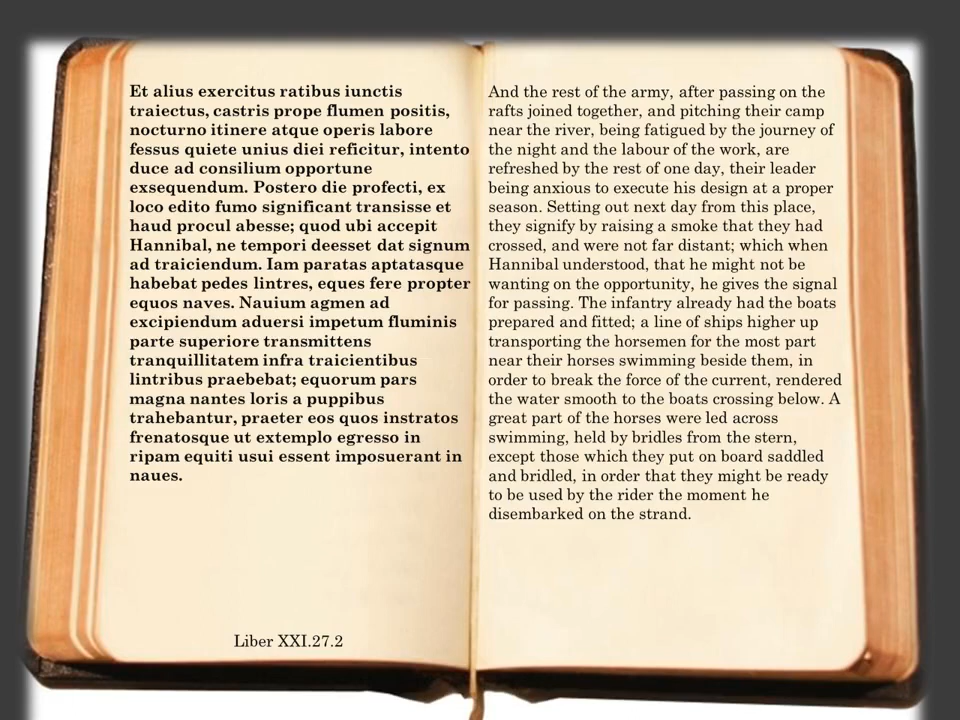 Et alius exercitus ratibus iunctis
traiectus, castris prope flumen positis,
nocturno itinere atque operis labore
fessus quiete unius diei reficitur, intento
duce ad consilium opportune
exsequendum. Postero die profecti, ex
loco edito fumo significant transisse et
haud procul abesse; quod ubi accepit
Hannibal, ne tempori deesset dat signum
ad traiciendum. Iam paratas aptatasque
habebat pedes lintres, eques fere propter
equos naves. Nauium agmen ad
excipiendum aduersi impetum fluminis
parte superiore transmittens
tranquillitatem infra traicientibus
lintribus praebebat; equorum pars
magna nantes loris a puppibus
trahebantur, praeter eos quos instratos
frenatosque ut extemplo egresso in
ripam equiti usui essent imposuerant in
naues.
Liber XXI.27.2
And the rest of the army, after passing on the
rafts joined together, and pitching their camp
near the river, being fatigued by the journey of
the night and the labour of the work, are
refreshed by the rest of one day, their leader
being anxious to execute his design at a proper
season. Setting out next day from this place,
they signify by raising a smoke that they had
crossed, and were not far distant; which when
Hannibal understood, that he might not be
wanting on the opportunity, he gives the signal
for passing. The infantry already had the boats
prepared and fitted; a line of ships higher up
transporting the horsemen for the most part
near their horses swimming beside them, in
order to break the force of the current, rendered
the water smooth to the boats crossing below. A
great part of the horses were led across
swimming, held by bridles from the stern,
except those which they put on board saddled
and bridled, in order that they might be ready
to be used by the rider the moment he
disembarked on the strand.